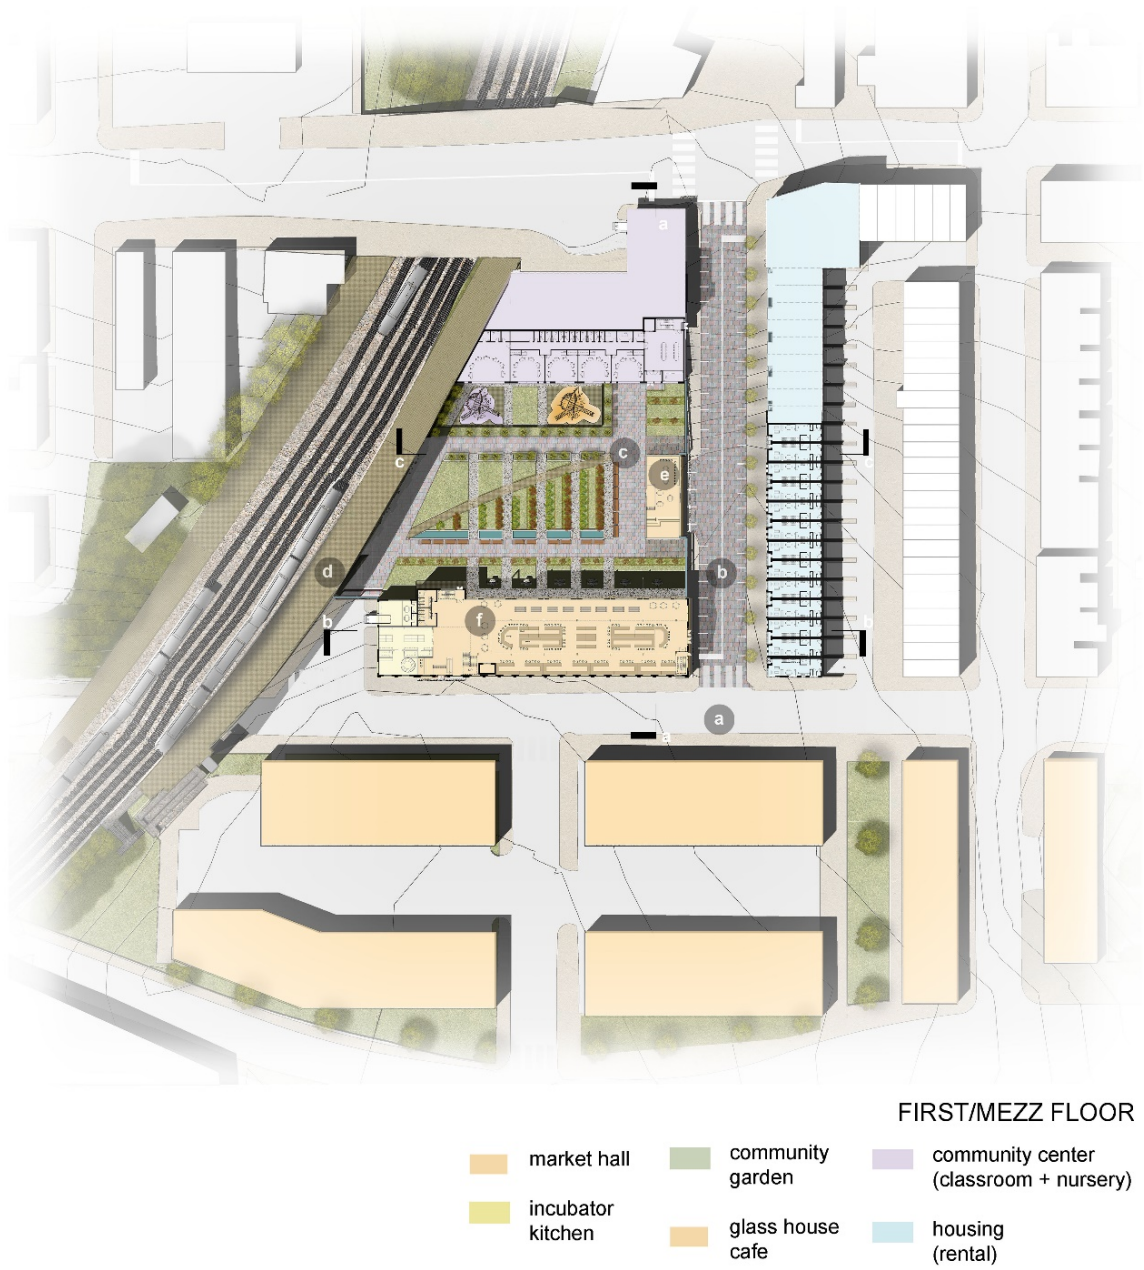 a
c
e
c
c
d
b
b
f
b
a
a
FIRST/MEZZ FLOOR
market hall
community
garden
community center
(classroom + nursery)
incubator
kitchen
glass house
cafe
housing
(rental)